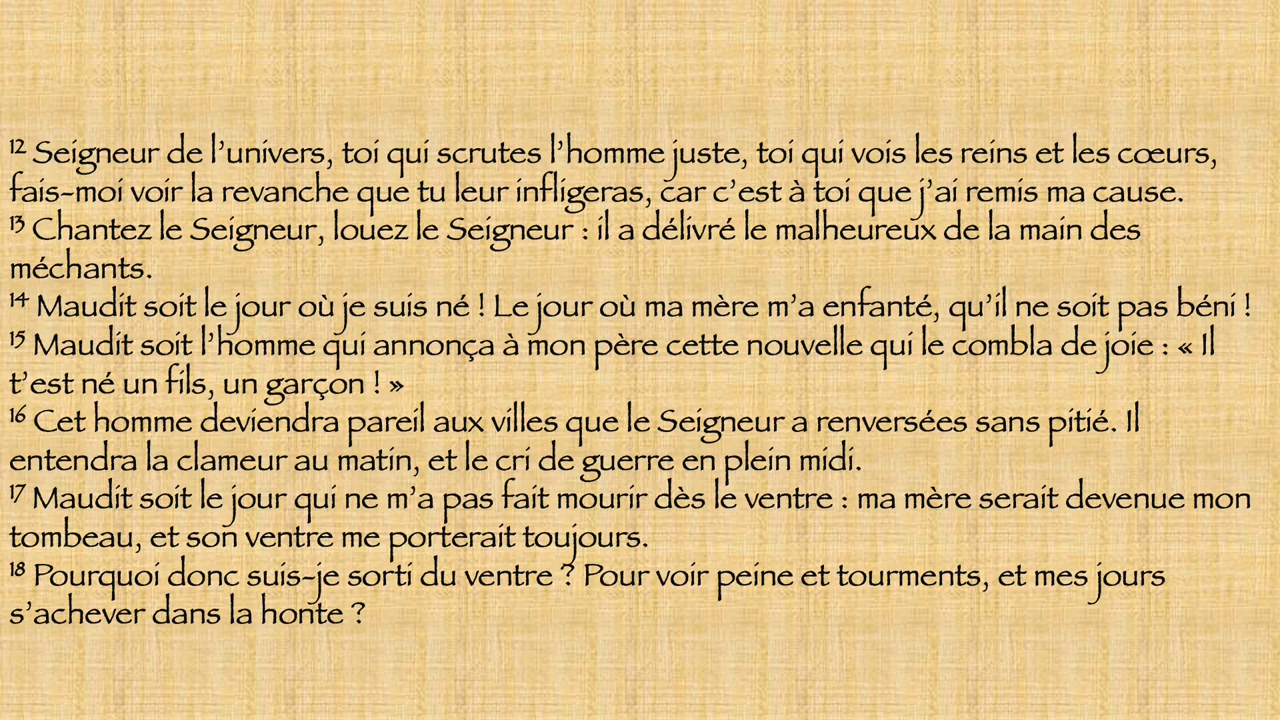 12 Seigneur de l’univers, toi qui scrutes l’homme juste, toi qui vois les reins et les cœurs,
fais-moi voir la revanche que tu leur infligeras, car c’est à toi que j’ai remis ma cause.
13 Chantez le Seigneur, louez le Seigneur : il a délivré le malheureux de la main des
méchants.
14 Maudit soit le jour où je suis né ! Le jour où ma mère m’a enfanté, qu’il ne soit pas béni !
15 Maudit soit l’homme qui annonça à mon père cette nouvelle qui le combla de joie : « Il
t’est né un fils, un garçon ! »
16 Cet homme deviendra pareil aux villes que le Seigneur a renversées sans pitié. Il
entendra la clameur au matin, et le cri de guerre en plein midi.
17 Maudit soit le jour qui ne m’a pas fait mourir dès le ventre : ma mère serait devenue mon
tombeau, et son ventre me porterait toujours.
18 Pourquoi donc suis-je sorti du ventre ? Pour voir peine et tourments, et mes jours
s’achever dans la honte ?